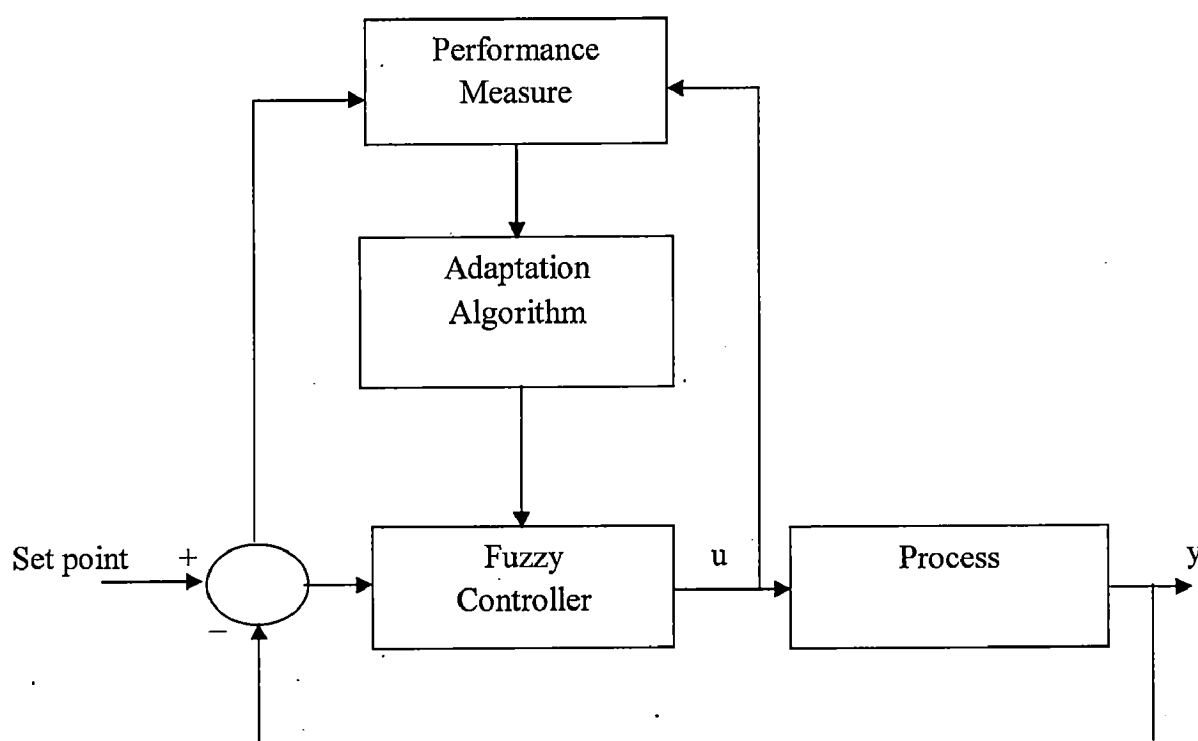 Performance
Measure
Adaptation
Algorithm
Set point
+
−
Fuzzy
Controller
u
Process
y